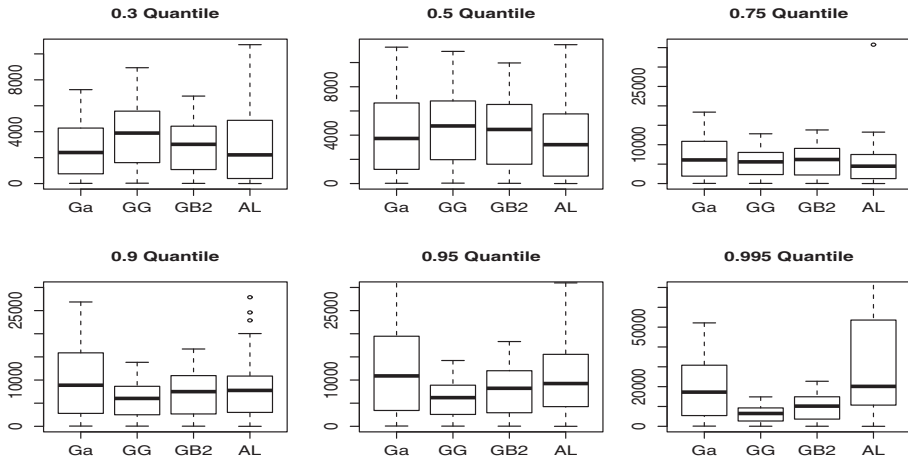 0.3 Quantile
0.5 Quantile
0.75 Quantile
8000
4000
0
Ga GG GB2 AL
8000
4000
0
Ga GG GB2 AL
25000
10000
0
Ga GG GB2 AL
0.9 Quantile
0.95 Quantile
0.995 Quantile
25000
10000
0
Ga GG GB2 AL
25000
10000
0
Ga GG GB2 AL
50000
20000
0
Ga GG GB2 AL